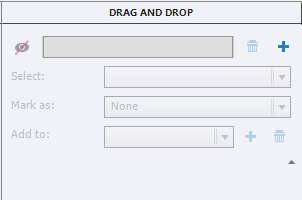 DRAG AND DROP
Select:
Mark as: None
Add to: